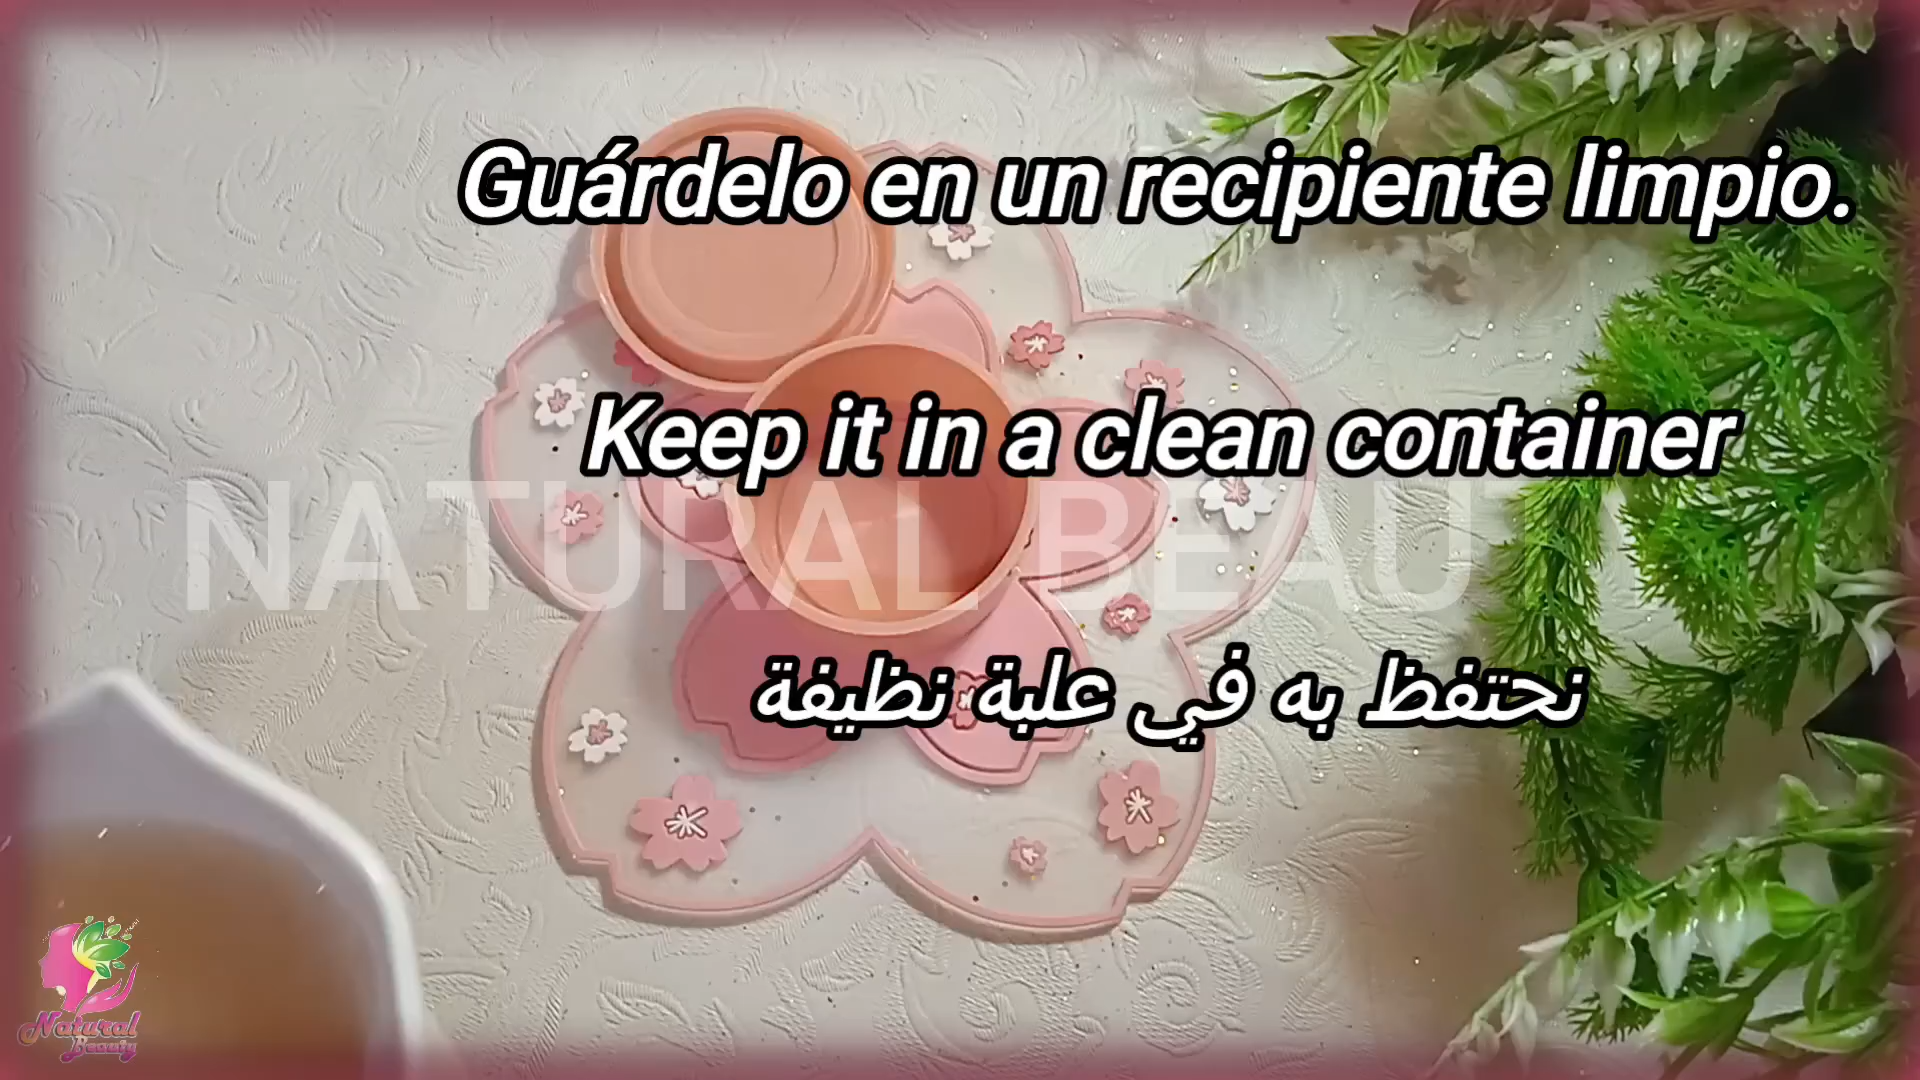 Guárdelo en un recipiente limpio.
Keep it in a clean container
NATURAL BEAUTY
نحتفظ به في علبة نظيفة
Natural
Beauty